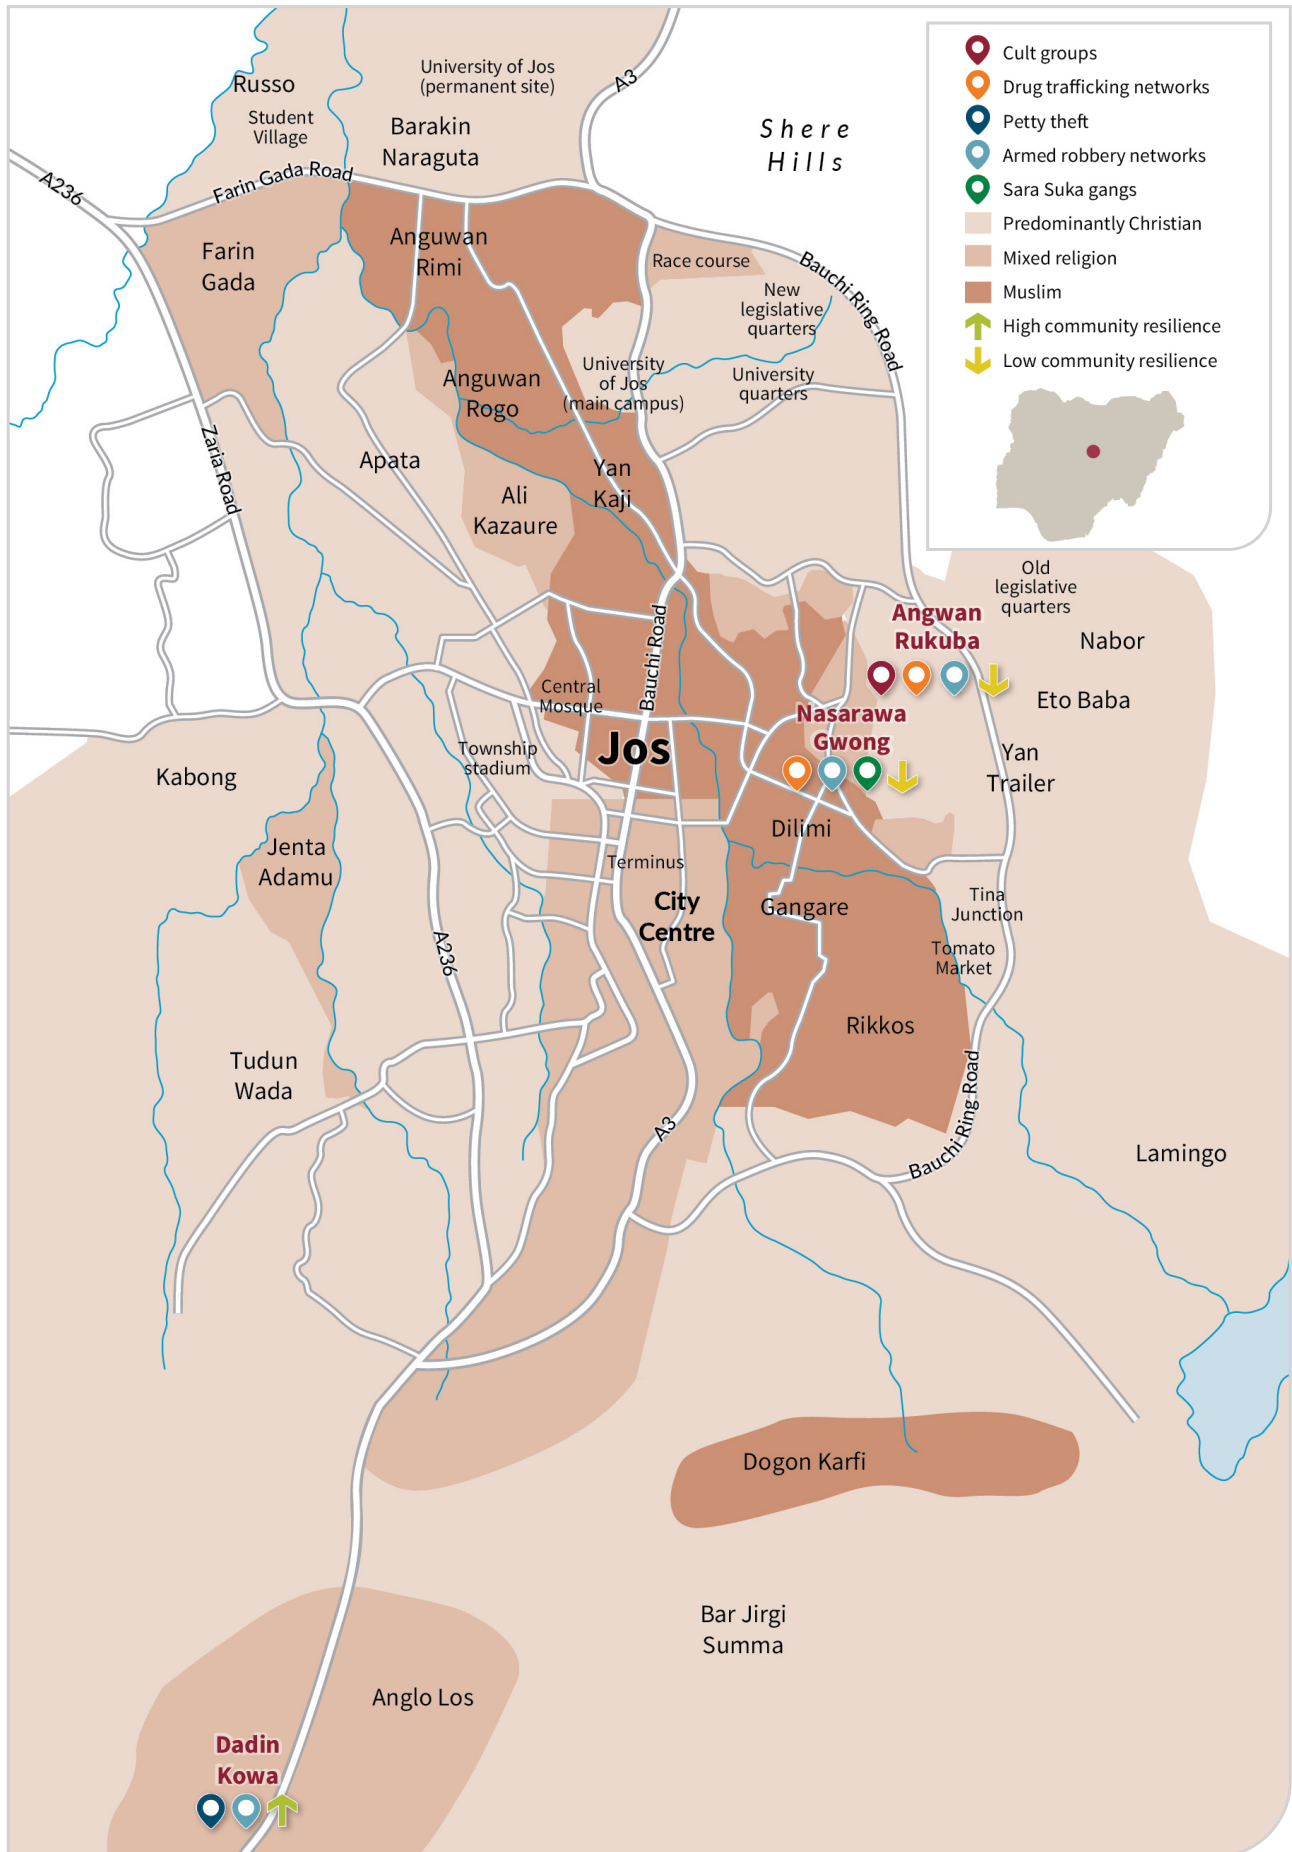 Cult groups
Drug trafficking networks
Petty theft
Armed robbery networks
Sara Suka gangs
Predominantly Christian
Mixed religion
Muslim
High community resilience
Low community resilience
Russo
Student
Village
University of Jos
(permanent site)
A3
Barakin
Naraguta
Shere
Hills
A236
Farin Gada Road
Farin
Gada
Anguwan
Rimi
Race course
Bauchi Ring Road
New
legislative
quarters
University
of Jos
(main campus)
University
quarters
Anguwan
Rogo
Zaria Road
Apata
Yan
Kaji
Ali
Kazaure
Old
legislative
quarters
Angwan
Rukuba
Nabor
Eto Baba
Bauchi Road
Central
Mosque
Nasarawa
Gwong
Jos
Township
stadium
Yan
Trailer
Kabong
Dilimi
Jenta
Adamu
Terminus
City
Centre
Gangare
Tina
Junction
Tomato
Market
A236
Rikkos
Tudun
Wada
A3
Bauchi Ring Road
Lamingo
Dogon Karfi
Bar Jirgi
Summa
Anglo Los
Dadin
Kowa